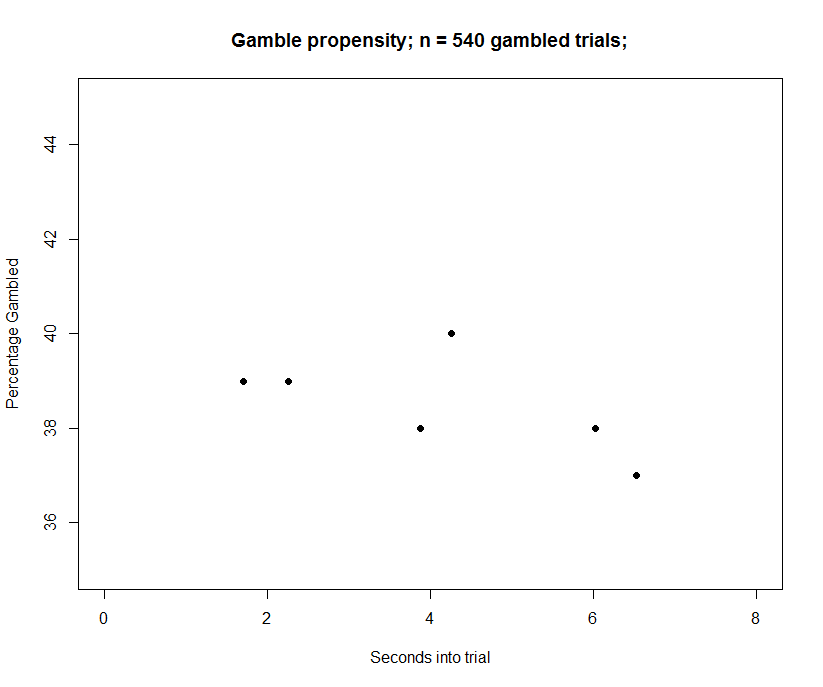 Gamble propensity; n = 540 gambled trials;
Percentage Gambled
44
42
40
38
36
0 2 4 6 8
Seconds into trial